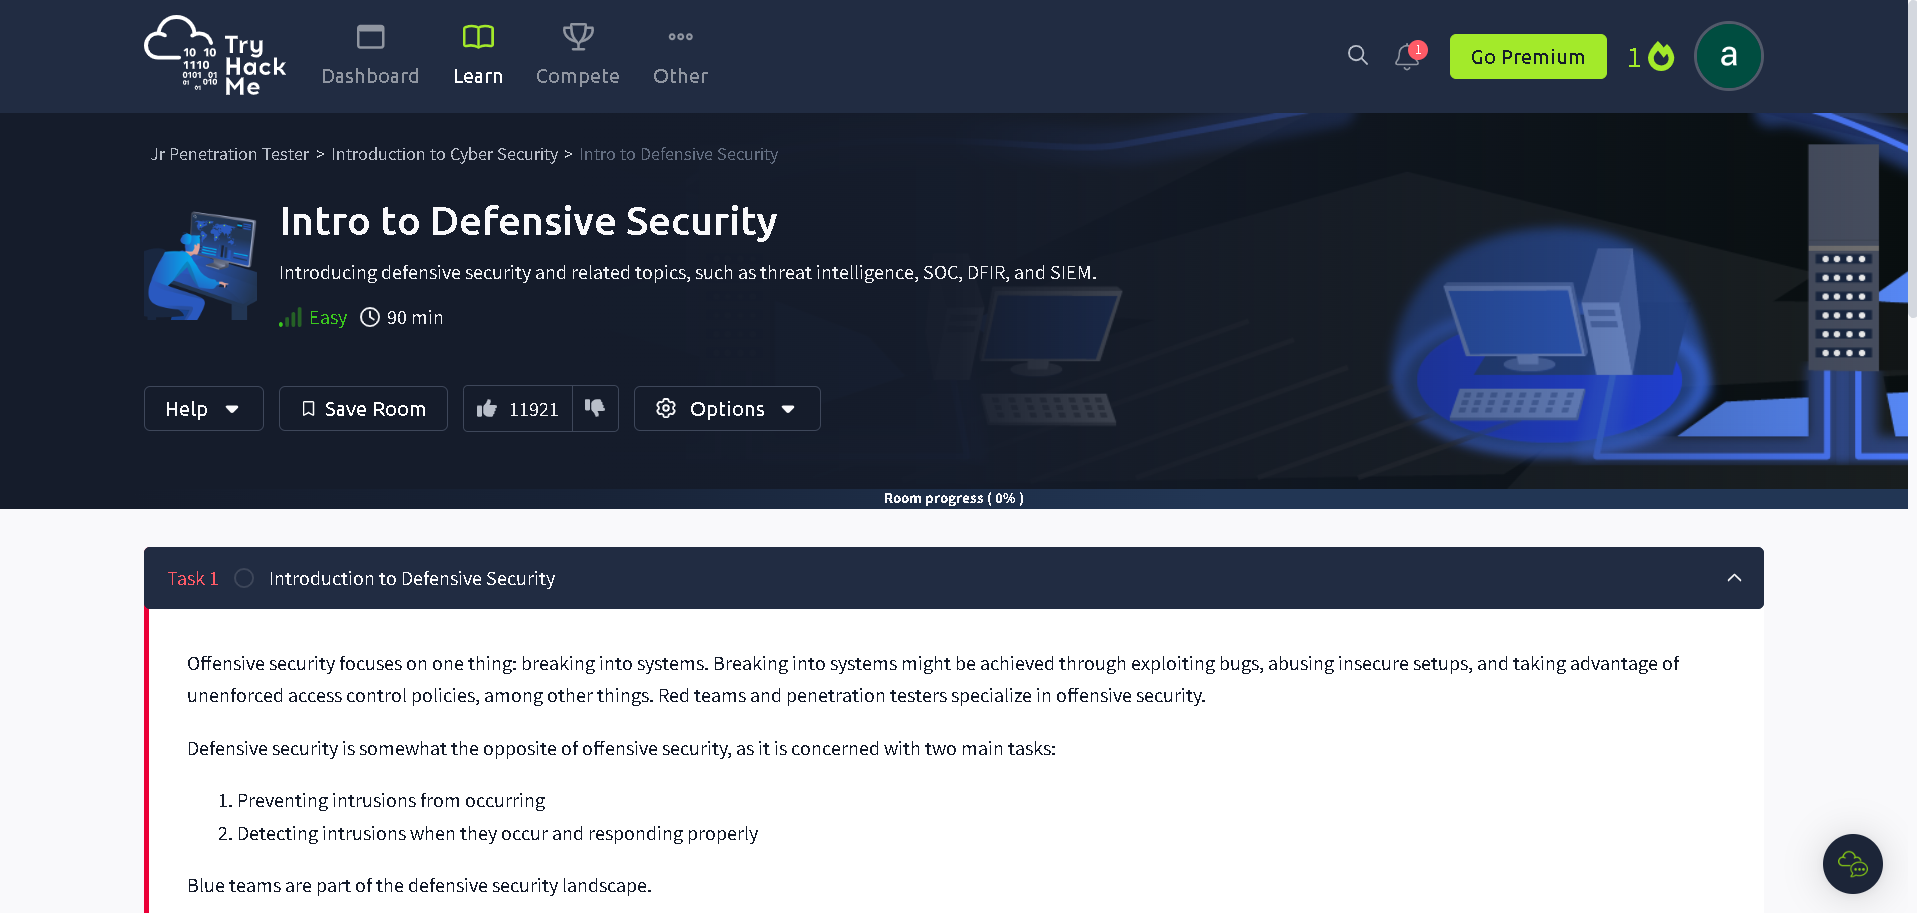 Try
Hack
Me
10 10
1110
0101 01
01 010
01
Dashboard
Learn
Compete
Other
1
Go Premium
1
a
Jr Penetration Tester > Introduction to Cyber Security > Intro to Defensive Security
Intro to Defensive Security
Introducing defensive security and related topics, such as threat intelligence, SOC, DFIR, and SIEM.
Easy 90 min
Help
Save Room
11921
Options
Room progress ( 0% )
Task 1 Introduction to Defensive Security
Offensive security focuses on one thing: breaking into systems. Breaking into systems might be achieved through exploiting bugs, abusing insecure setups, and taking advantage of
unenforced access control policies, among other things. Red teams and penetration testers specialize in offensive security.
Defensive security is somewhat the opposite of offensive security, as it is concerned with two main tasks:
1. Preventing intrusions from occurring
2. Detecting intrusions when they occur and responding properly
Blue teams are part of the defensive security landscape.